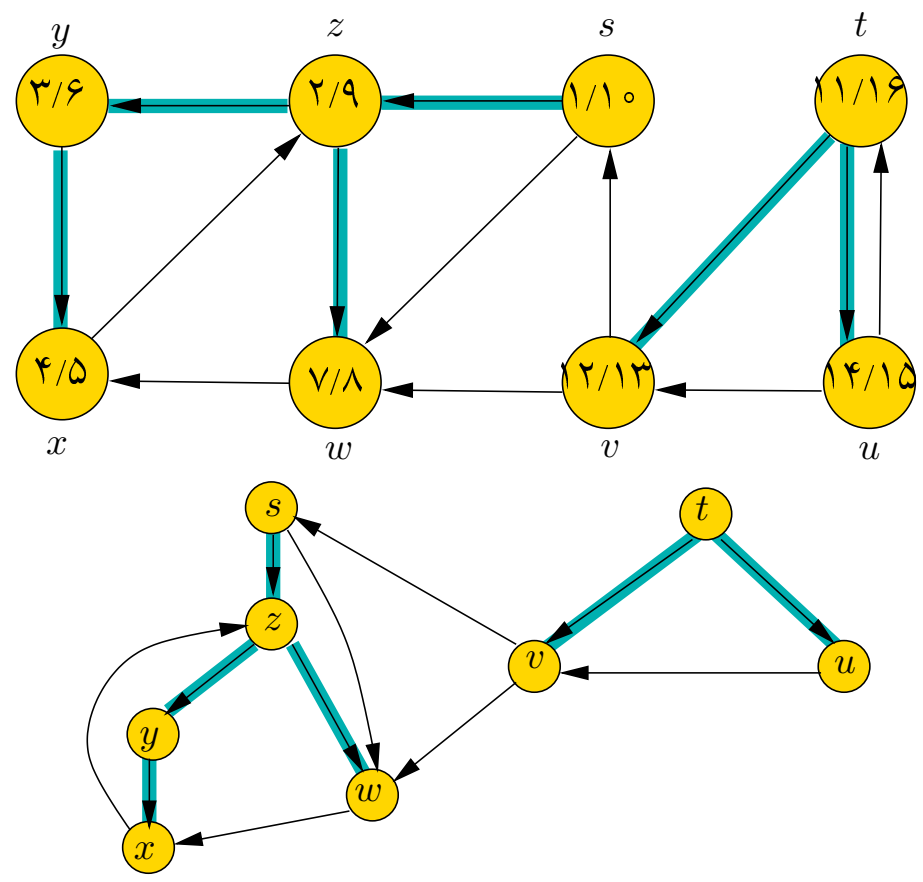 y z s t
۳/۶ ۲/۹ ۱/۱۰ ۱۱/۱۶
۴/۵ ۷/۸ ۱۲/۱۳ ۱۴/۱۵
x w v u
s t
z
v u
y
w
x